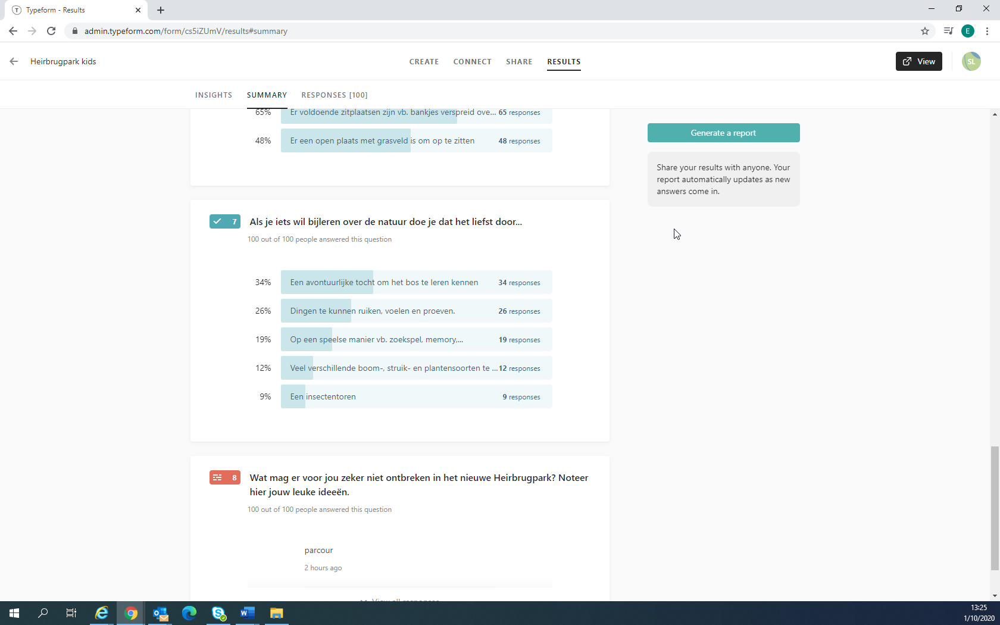 Typeform - Results
admin.typeform.com/form/cs5iZUmV/results#summary
E
Heirbrugpark kids
CREATE CONNECT SHARE RESULTS
View
SL
INSIGHTS SUMMARY RESPONSES [100]
65% Er voldoende zitplaatsen zijn vb. bankjes verspreid ove... 65 responses
48% Er een open plaats met grasveld is om op te zitten 48 responses
Generate a report
Share your results with anyone. Your
report automatically updates as new
answers come in.
7 Als je iets wil bijleren over de natuur doe je dat het liefst door...
100 out of 100 people answered this question
34% Een avontuurlijke tocht om het bos te leren kennen 34 responses
26% Dingen te kunnen ruiken, voelen en proeven. 26 responses
19% Op een speelse manier vb. zoekspel, memory,... 19 responses
12% Veel verschillende boom-, struik- en plantensoorten te ... 12 responses
9% Een insectentoren 9 responses
8 Wat mag er voor jou zeker niet ontbreken in het nieuwe Heirbrugpark? Noteer
hier jouw leuke ideeën.
100 out of 100 people answered this question
parcour
2 hours ago
View all responses
13:25
1/10/2020